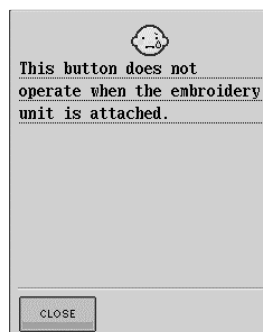 This button does not
operate when the embroidery
unit is attached.
CLOSE